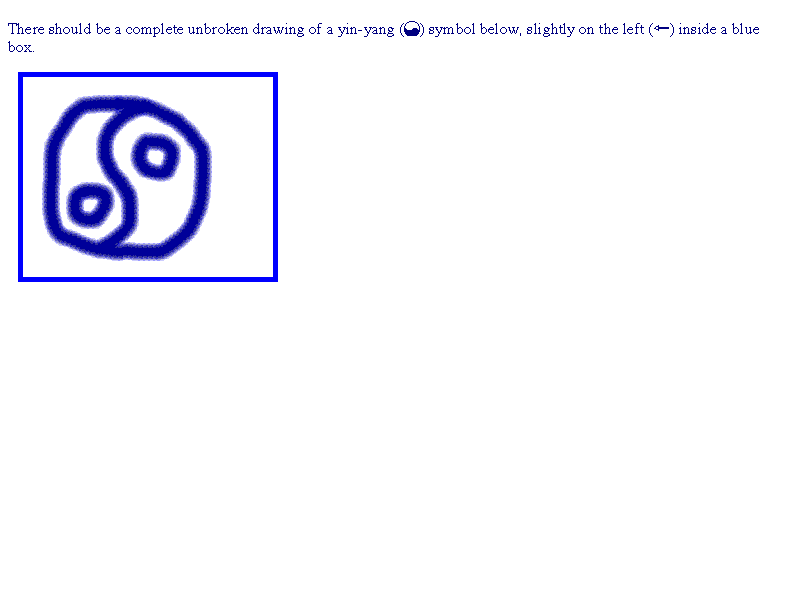 There should be a complete unbroken drawing of a yin-yang (☯) symbol below, slightly on the left (←) inside a blue
box.